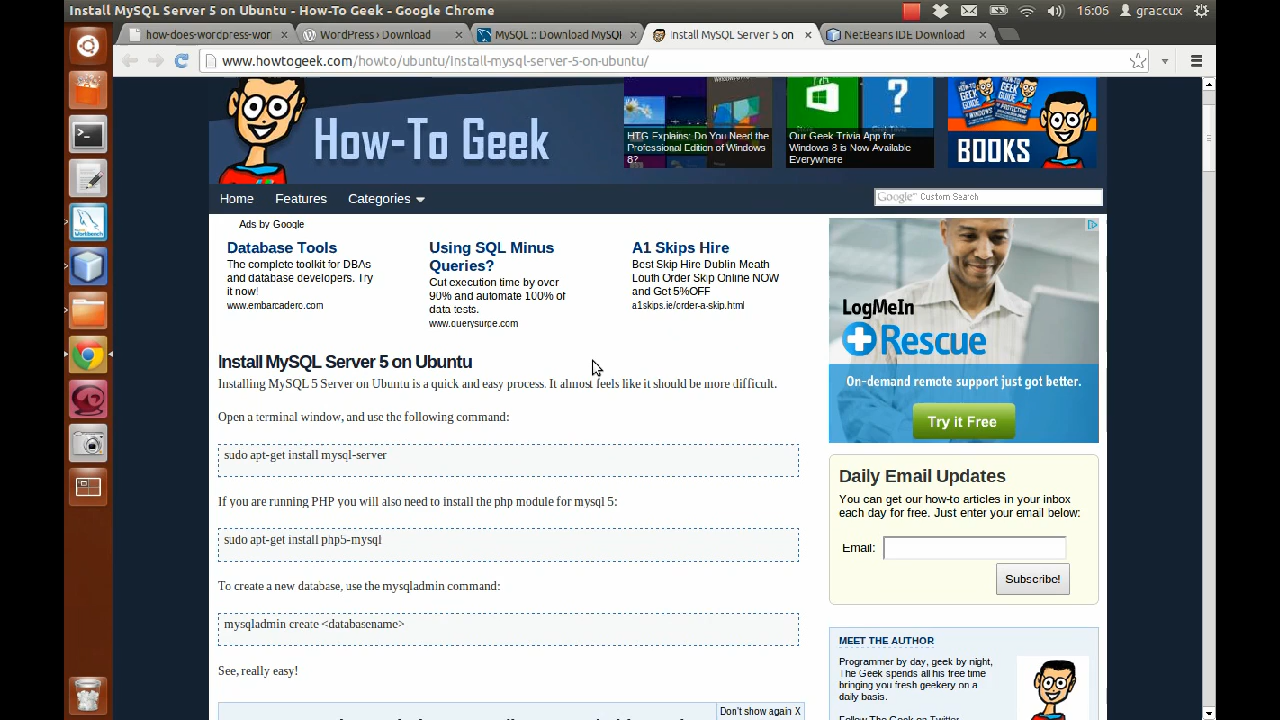 Install MySQL Server 5 on Ubuntu - How-To Geek - Google Chrome
16:06
graccux
how-does-wordpress-wor
WordPress › Download
MySQL :: Download MySQL
Install MySQL Server 5 on
NetBeans IDE Download
www.howtogeek.com/howto/ubuntu/install-mysql-server-5-on-ubuntu/
How-To Geek
HTG Explains: Do You Need the
Professional Edition of Windows
8?
Our Geek Trivia App for
Windows 8 is Now Available
Everywhere
BOOKS
Home
Features
Categories
Google Custom Search
Ads by Google
Database Tools
The complete toolkit for DBAs
and database developers. Try
it now!
www.embarcadero.com
Using SQL Minus
Queries?
Cut execution time by over
90% and automate 100% of
data tests.
www.querysurge.com
A1 Skips Hire
Best Skip Hire Dublin Meath
Louth Order Skip Online NOW
and Get 5%OFF
a1skips.ie/order-a-skip.html
LogMeIn
Rescue
On-demand remote support just got better.
Try it Free
Install MySQL Server 5 on Ubuntu
Installing MySQL 5 Server on Ubuntu is a quick and easy process. It almost feels like it should be more difficult.
Open a terminal window, and use the following command:
sudo apt-get install mysql-server
If you are running PHP you will also need to install the php module for mysql 5:
sudo apt-get install php5-mysql
To create a new database, use the mysqladmin command:
mysqladmin create <databasename>
See, really easy!
Don't show again X
Daily Email Updates
You can get our how-to articles in your inbox
each day for free. Just enter your email below:
Email:
Subscribe!
MEET THE AUTHOR
Programmer by day, geek by night,
The Geek spends all his free time
bringing you fresh geekery on a
daily basis.
Follow The Geek on Twitter